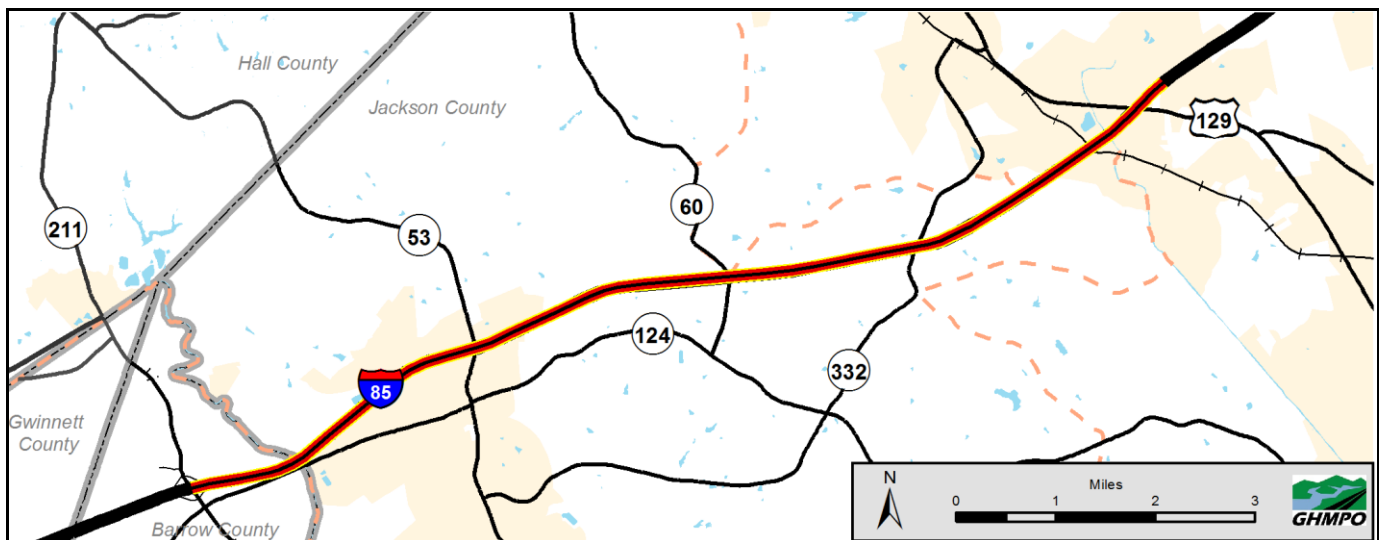 Hall County
Jackson County
129
60
211
53
124
332
85
Gwinnett
County
Barrow County
N
Miles
0 1 2 3
GHMPO